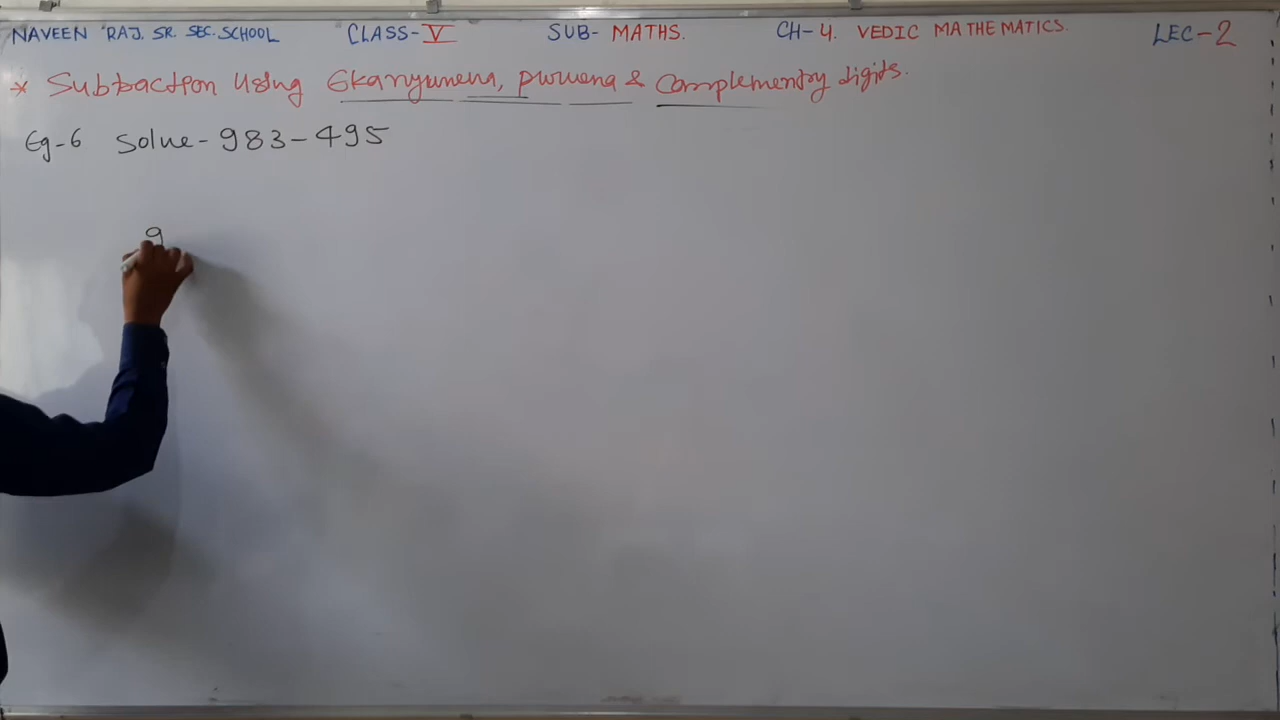 NAVEEN RAJ. SR. SEC. SCHOOL CLASS-V SUB- MATHS. CH-4. VEDIC MATHEMATICS. LEC-2
* Subtraction Using Ekanyunena, purvena & Complementry digits.
Eg-6 Solve - 983-495
9